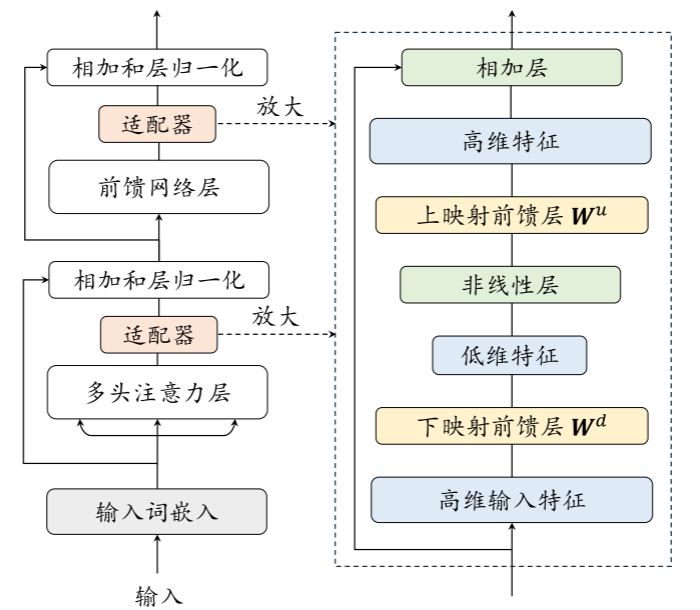 相加和层归一化
适配器
放大
前馈网络层
相加和层归一化
适配器
放大
多头注意力层
输入词嵌入
输入
相加层
高维特征
上映射前馈层 W^u
非线性层
低维特征
下映射前馈层 W^d
高维输入特征